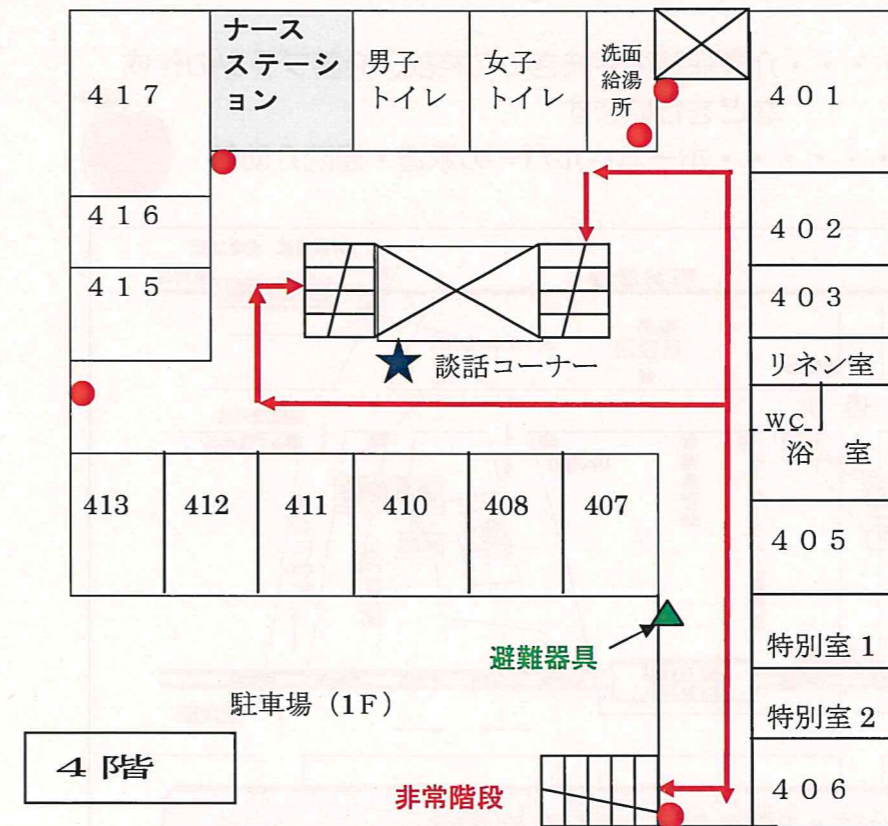 417
ナース
ステーシ
ョン
男子
トイレ
女子
トイレ
洗面
給湯
所
401
416
402
415
403
談話コーナー
リネン室
WC
浴 室
413
412
411
410
408
407
405
避難器具
特別室1
駐車場(1F)
特別室2
4階
非常階段
406